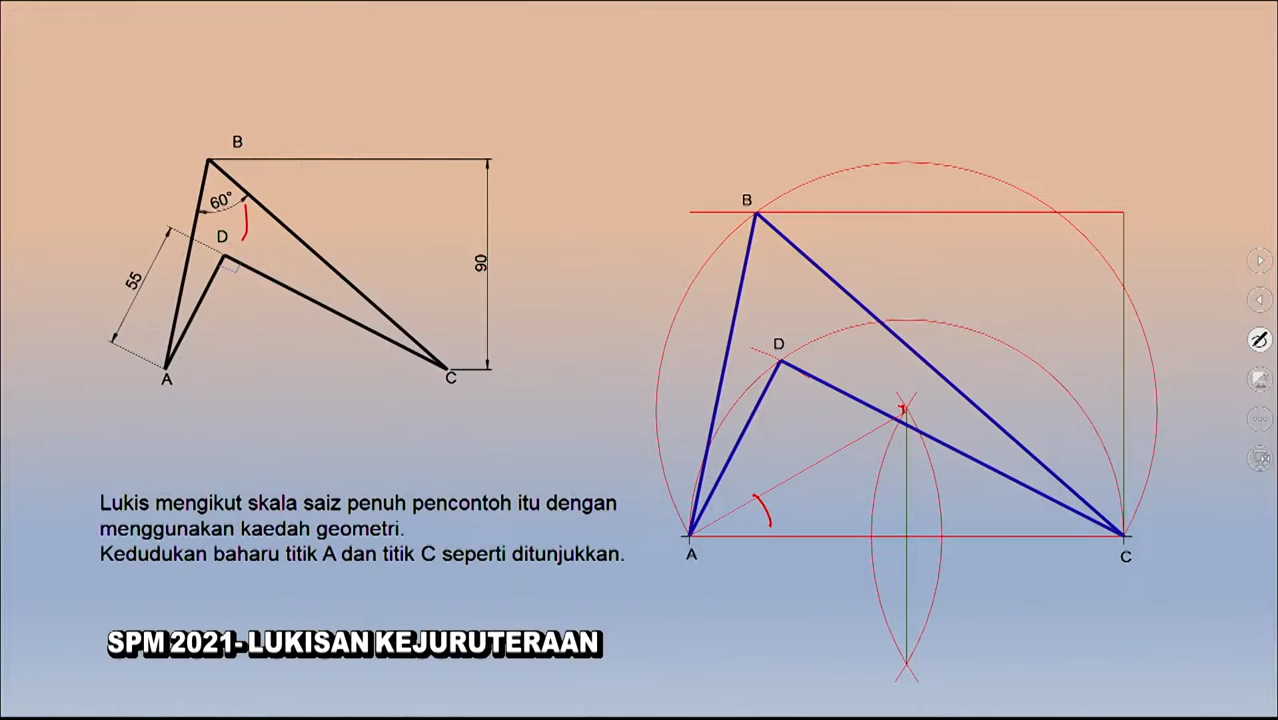 B
60°
D
55
90
A
C
Lukis mengikut skala saiz penuh pencontoh itu dengan
menggunakan kaedah geometri.
Kedudukan baharu titik A dan titik C seperti ditunjukkan.
SPM 2021- LUKISAN KEJURUTERAAN
B
D
A
C